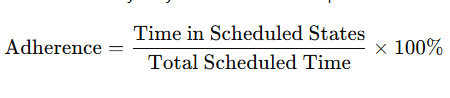 Adherence = Time in Scheduled States / Total Scheduled Time × 100%